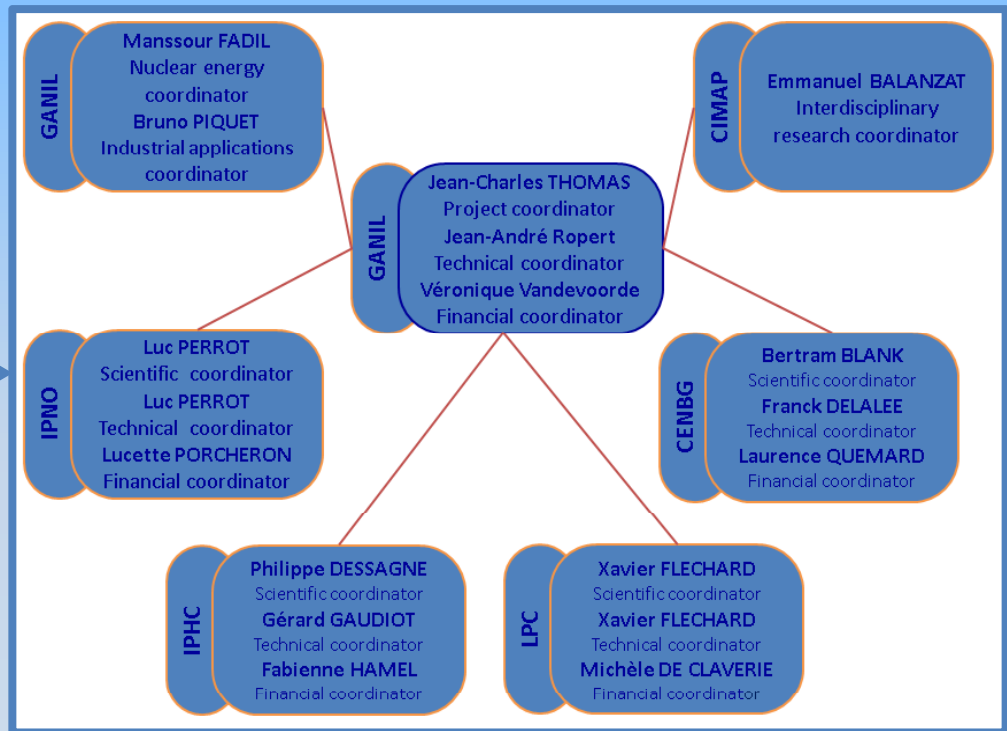 GANIL
Manssour FADIL
Nuclear energy
coordinator
Bruno PIQUET
Industrial applications
coordinator
CIMAP
Emmanuel BALANZAT
Interdisciplinary
research coordinator
GANIL
Jean-Charles THOMAS
Project coordinator
Jean-André Ropert
Technical coordinator
Véronique Vandevoorde
Financial coordinator
IPNO
Luc PERROT
Scientific coordinator
Luc PERROT
Technical coordinator
Lucette PORCHERON
Financial coordinator
CENBG
Bertram BLANK
Scientific coordinator
Franck DELALEE
Technical coordinator
Laurence QUEMARD
Financial coordinator
IPHC
Philippe DESSAGNE
Scientific coordinator
Gérard GAUDIOT
Technical coordinator
Fabienne HAMEL
Financial coordinator
LPC
Xavier FLECHARD
Scientific coordinator
Xavier FLECHARD
Technical coordinator
Michèle DE CLAVERIE
Financial coordinator